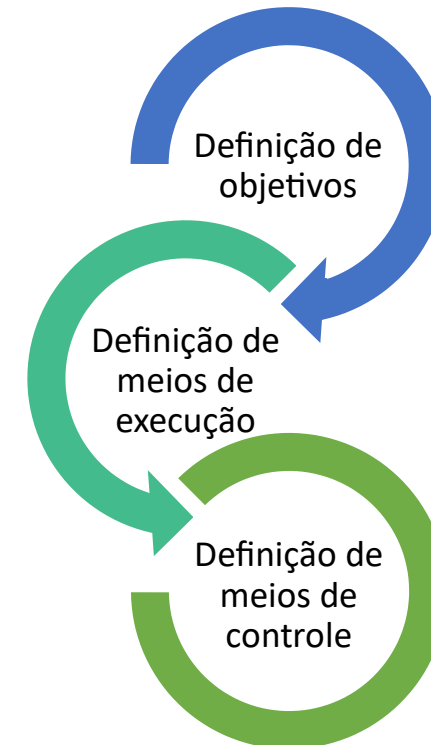 Definição de
objetivos
Definição de
meios de
execução
Definição de
meios de
controle